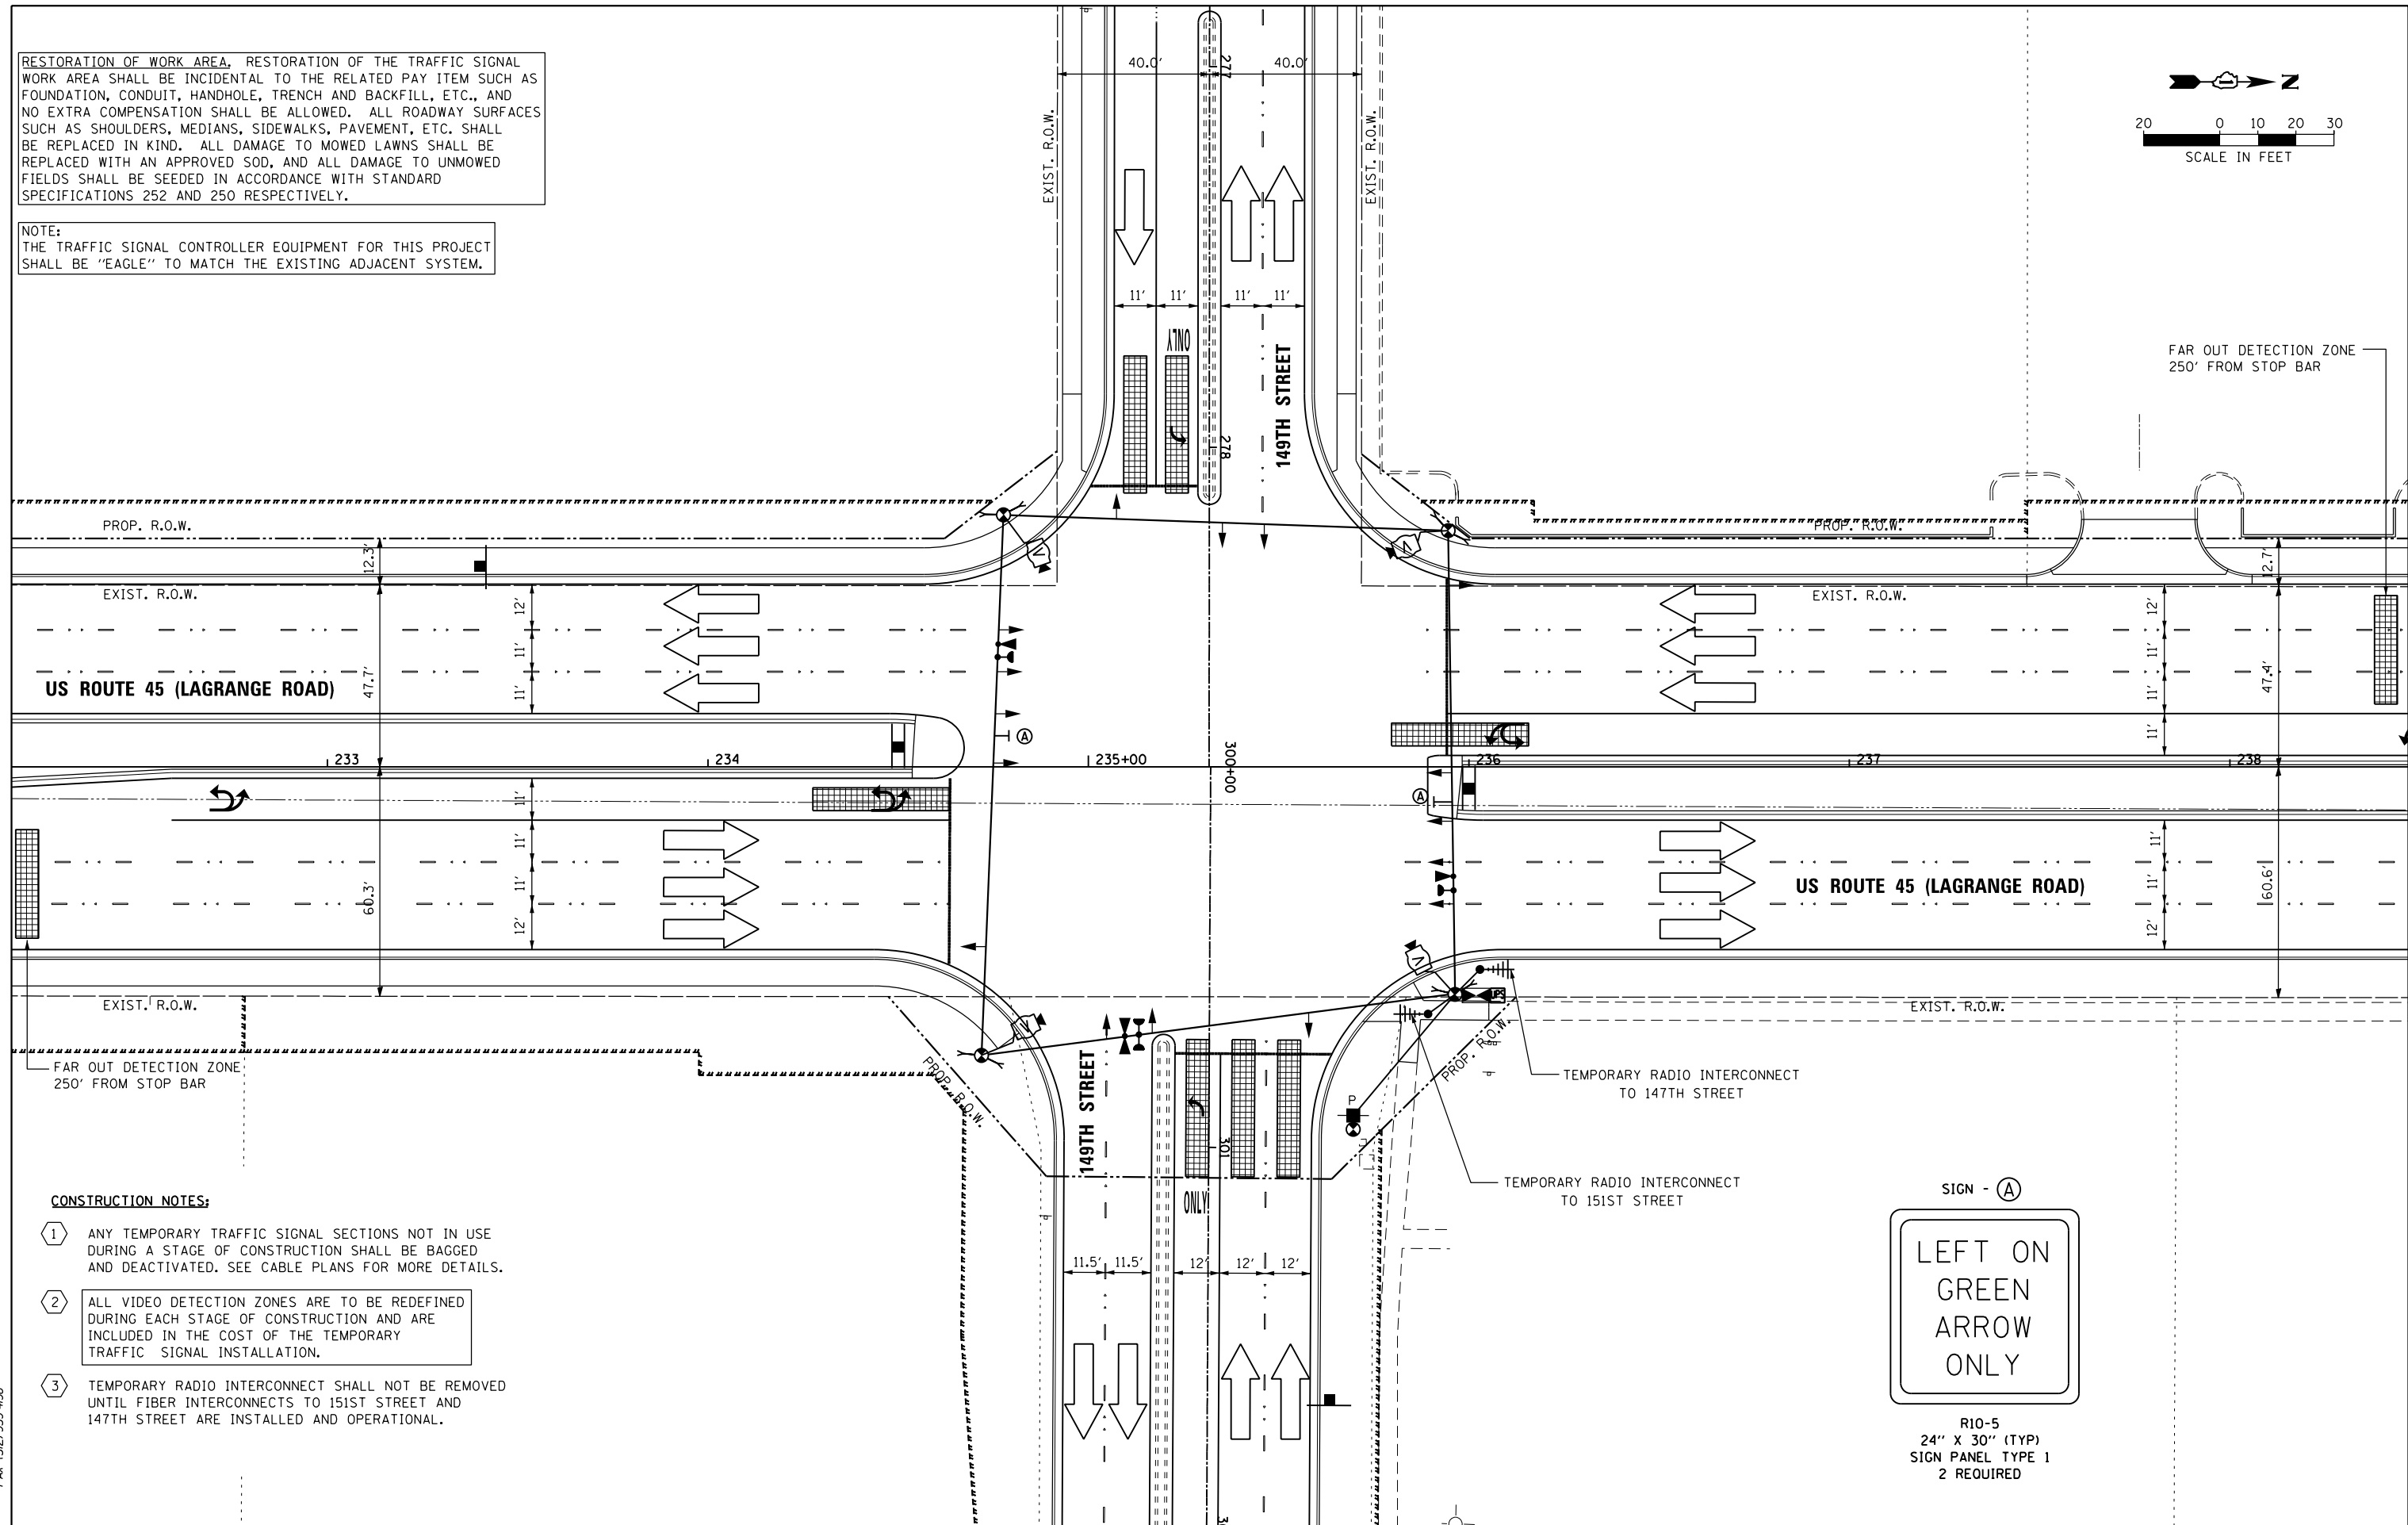 RESTORATION OF WORK AREA. RESTORATION OF THE TRAFFIC SIGNAL
WORK AREA SHALL BE INCIDENTAL TO THE RELATED PAY ITEM SUCH AS
FOUNDATION, CONDUIT, HANDHOLE, TRENCH AND BACKFILL, ETC., AND
NO EXTRA COMPENSATION SHALL BE ALLOWED. ALL ROADWAY SURFACES
SUCH AS SHOULDERS, MEDIANS, SIDEWALKS, PAVEMENT, ETC. SHALL
BE REPLACED IN KIND. ALL DAMAGE TO MOWED LAWNS SHALL BE
REPLACED WITH AN APPROVED SOD, AND ALL DAMAGE TO UNMOWED
FIELDS SHALL BE SEEDED IN ACCORDANCE WITH STANDARD
SPECIFICATIONS 252 AND 250 RESPECTIVELY.
NOTE:
THE TRAFFIC SIGNAL CONTROLLER EQUIPMENT FOR THIS PROJECT
SHALL BE "EAGLE" TO MATCH THE EXISTING ADJACENT SYSTEM.
40.0'
40.0'
277
EXIST. R.O.W.
EXIST. R.O.W.
N
20 0 10 20 30
SCALE IN FEET
11' 11' 11' 11'
ONLY
149TH STREET
278
FAR OUT DETECTION ZONE
250' FROM STOP BAR
PROP. R.O.W.
PROP. R.O.W.
12.3'
12.7'
EXIST. R.O.W.
EXIST. R.O.W.
V
V
12'
11'
11'
47.7'
12'
11'
11'
11'
47.4'
US ROUTE 45 (LAGRANGE ROAD)
A
233
234
235+00
300+00
236
237
238
A
11'
11'
11'
12'
60.3'
11'
11'
12'
60.6'
US ROUTE 45 (LAGRANGE ROAD)
V
V
UPS
EXIST. R.O.W.
EXIST. R.O.W.
FAR OUT DETECTION ZONE
250' FROM STOP BAR
PROP. R.O.W.
PROP. R.O.W.
149TH STREET
301
P
TEMPORARY RADIO INTERCONNECT
TO 147TH STREET
TEMPORARY RADIO INTERCONNECT
TO 151ST STREET
ONLY
11.5' 11.5' 12' 12' 12'
CONSTRUCTION NOTES:
1 ANY TEMPORARY TRAFFIC SIGNAL SECTIONS NOT IN USE
DURING A STAGE OF CONSTRUCTION SHALL BE BAGGED
AND DEACTIVATED. SEE CABLE PLANS FOR MORE DETAILS.
2 ALL VIDEO DETECTION ZONES ARE TO BE REDEFINED
DURING EACH STAGE OF CONSTRUCTION AND ARE
INCLUDED IN THE COST OF THE TEMPORARY
TRAFFIC SIGNAL INSTALLATION.
3 TEMPORARY RADIO INTERCONNECT SHALL NOT BE REMOVED
UNTIL FIBER INTERCONNECTS TO 151ST STREET AND
147TH STREET ARE INSTALLED AND OPERATIONAL.
SIGN - A
LEFT ON
GREEN
ARROW
ONLY
R10-5
24" X 30" (TYP)
SIGN PANEL TYPE 1
2 REQUIRED